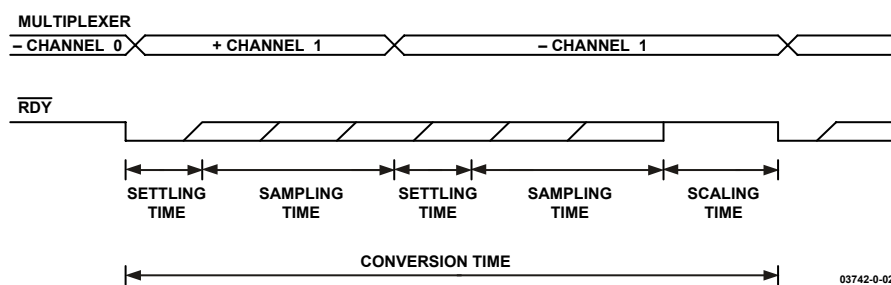 MULTIPLEXER
– CHANNEL 0
+ CHANNEL 1
– CHANNEL 1
RDY
SETTLING TIME
SAMPLING TIME
SETTLING TIME
SAMPLING TIME
SCALING TIME
CONVERSION TIME
03742-0-02